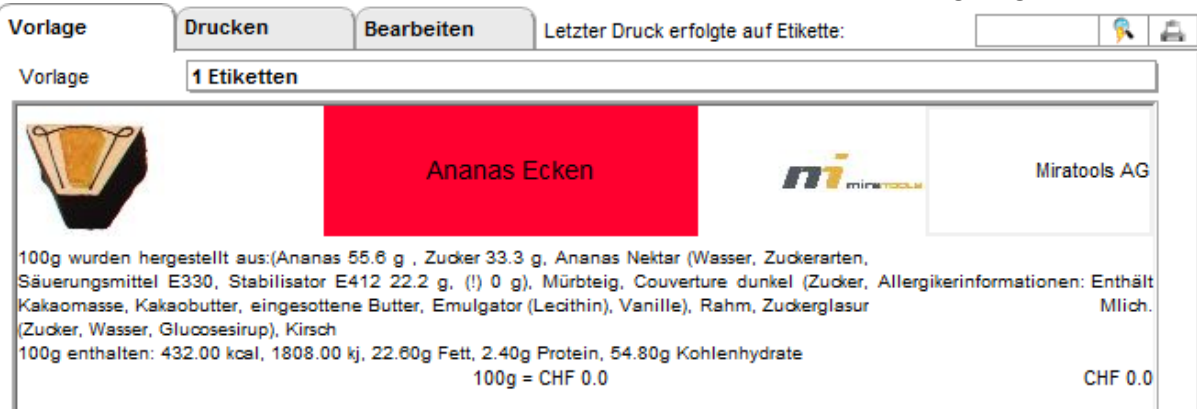 Vorlage
Drucken
Bearbeiten
Letzter Druck erfolgte auf Etikette:
Vorlage
1 Etiketten
Ananas Ecken
mi miratools
Miratools AG
100g wurden hergestellt aus:(Ananas 55.6 g , Zucker 33.3 g, Ananas Nektar (Wasser, Zuckerarten,
Säuerungsmittel E330, Stabilisator E412 22.2 g, (!) 0 g), Mürbteig, Couverture dunkel (Zucker,
Kakaomasse, Kakaobutter, eingesottene Butter, Emulgator (Lecithin), Vanille), Rahm, Zuckerglasur
(Zucker, Wasser, Glucosesirup), Kirsch
Allergikerinformationen: Enthält
Mlich.
100g enthalten: 432.00 kcal, 1808.00 kj, 22.60g Fett, 2.40g Protein, 54.80g Kohlenhydrate
100g = CHF 0.0
CHF 0.0